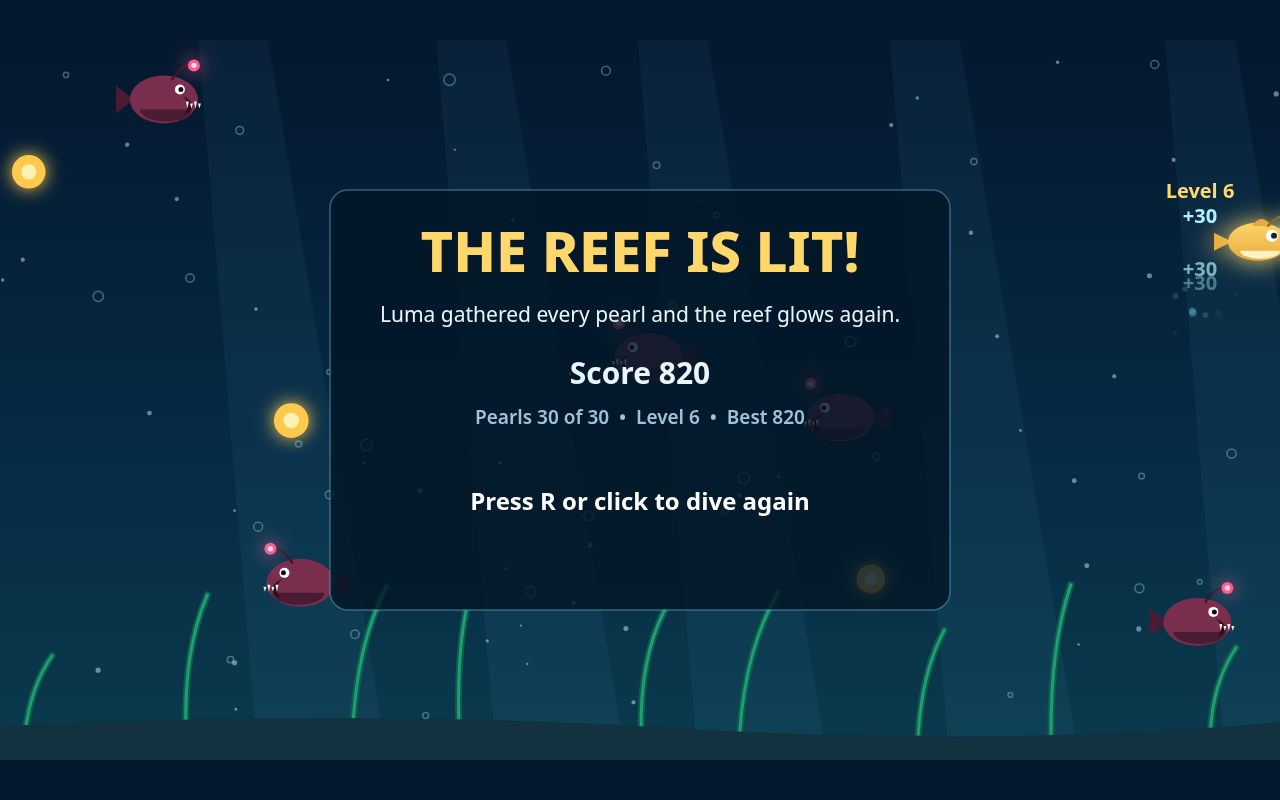 Level 6
+30
+30
+30
THE REEF IS LIT!
Luma gathered every pearl and the reef glows again.
Score 820
Pearls 30 of 30 • Level 6 • Best 820
Press R or click to dive again